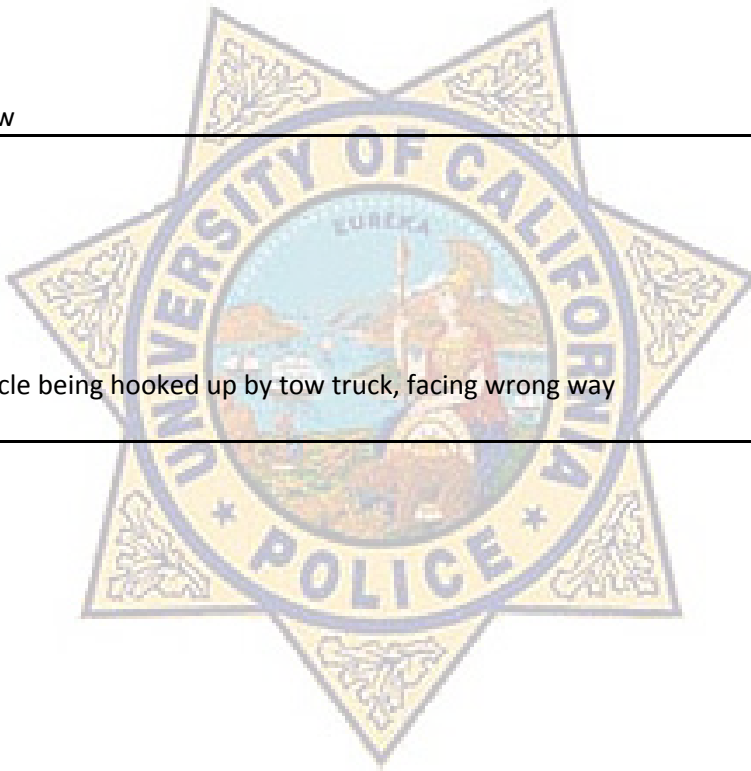 w
UNIVERSITY OF CALIFORNIA
EUREKA
cle being hooked up by tow truck, facing wrong way
* POLICE *